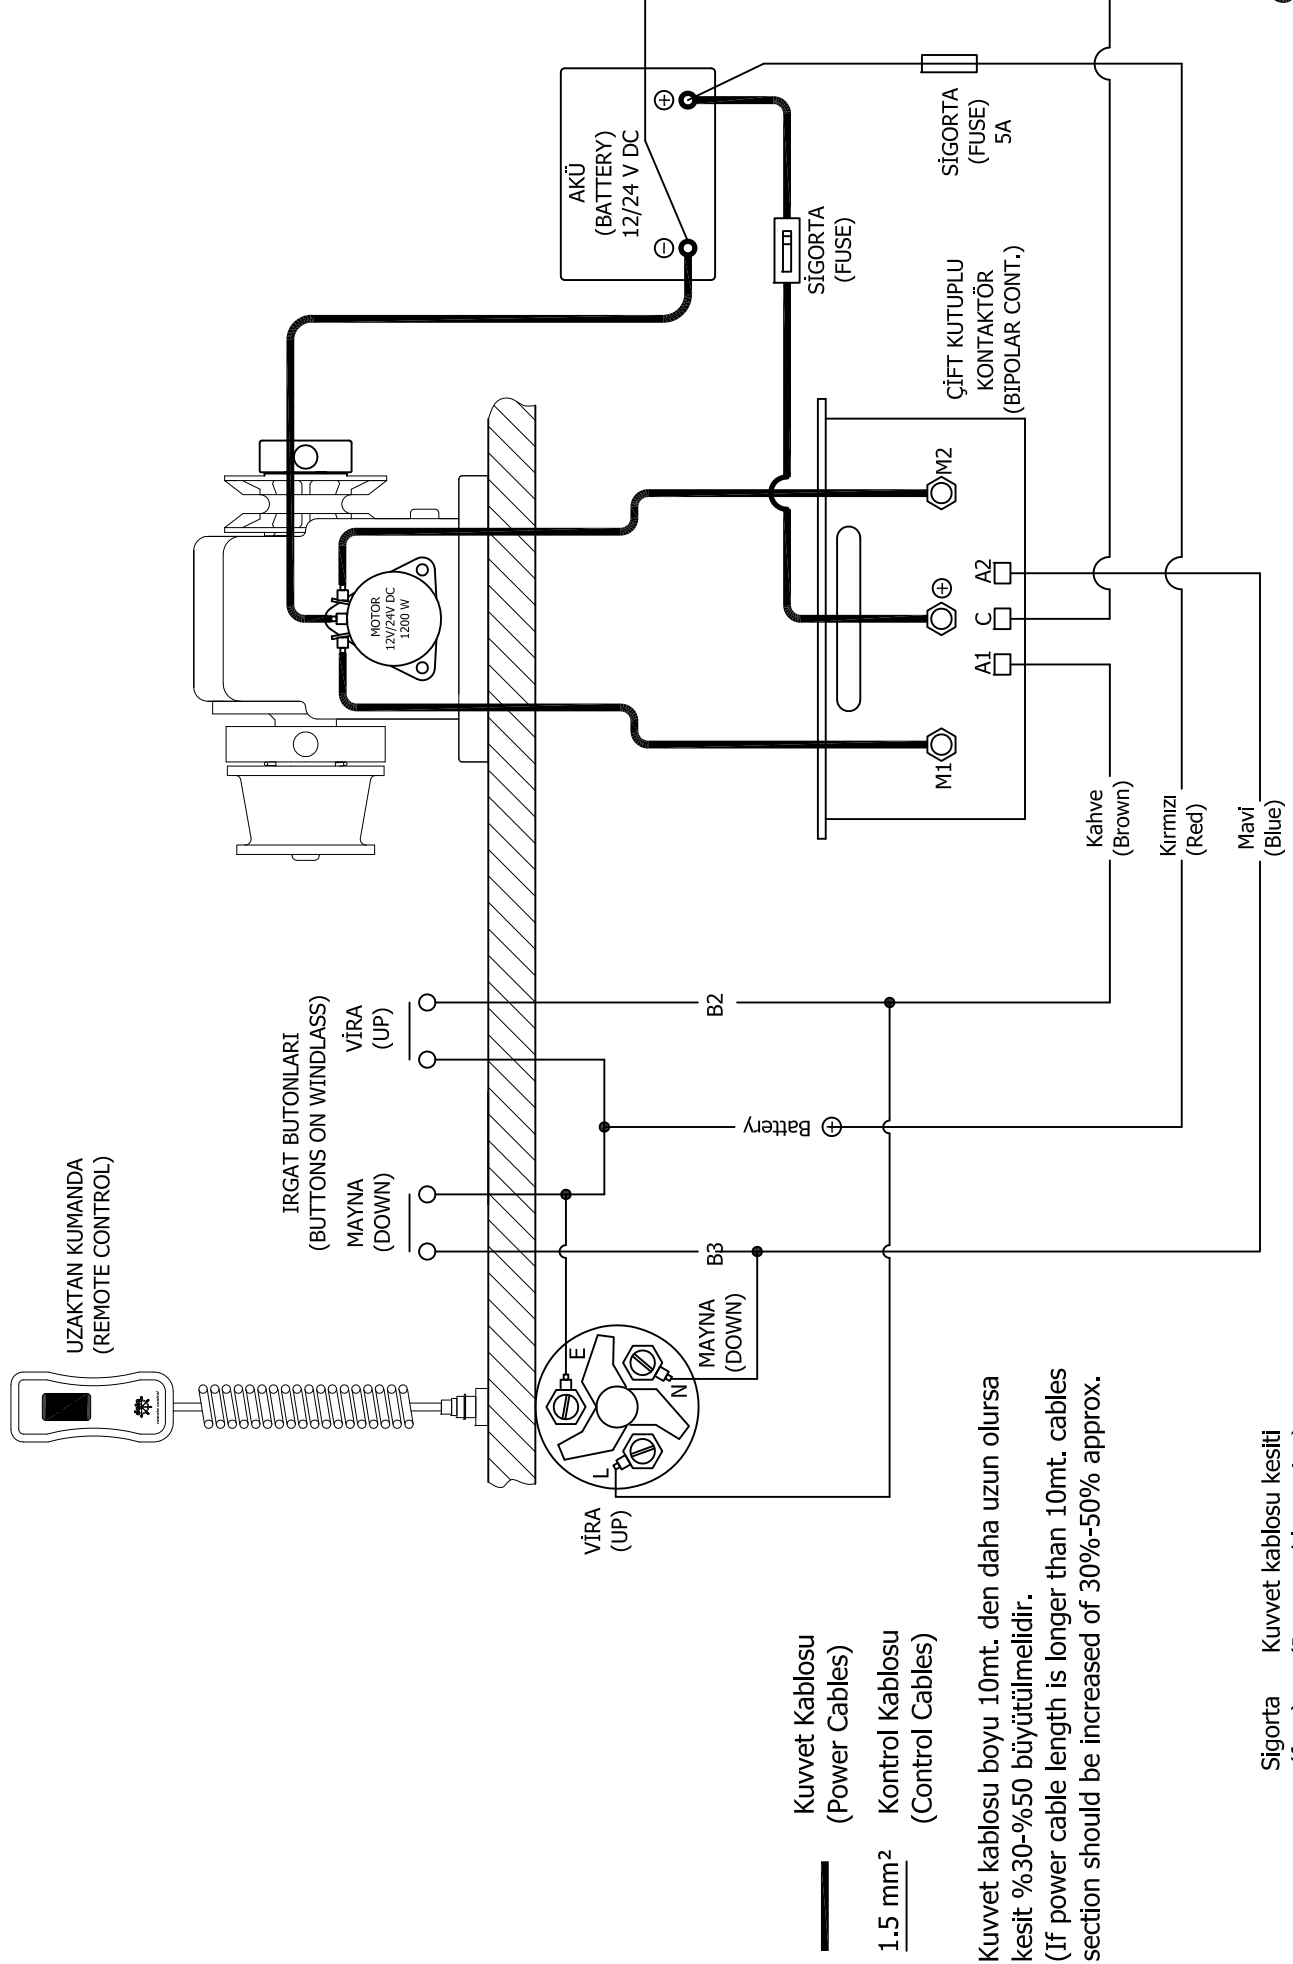 UZAKTAN KUMANDA
(REMOTE CONTROL)
remote control
IRGAT BUTONLARI
(BUTTONS ON WINDLASS)
MAYNA
(DOWN)
VİRA
(UP)
MOTOR
12V/24V DC
1200 W
AKÜ
(BATTERY)
12/24 V DC
SİGORTA
(FUSE)
SİGORTA
(FUSE)
5A
ÇİFT KUTUPLU
KONTAKTÖR
(BIPOLAR CONT.)
M1
M2
A1
C
A2
B2
B3
Battery
E
L
N
VİRA
(UP)
MAYNA
(DOWN)
Kahve
(Brown)
Kırmızı
(Red)
Mavi
(Blue)
Kuvvet Kablosu
(Power Cables)
1.5 mm² Kontrol Kablosu
(Control Cables)
Kuvvet kablosu boyu 10mt. den daha uzun olursa
kesit %30-%50 büyütülmelidir.
(If power cable length is longer than 10mt. cables
section should be increased of 30%-50% approx.
Sigorta Kuvvet kablosu kesiti